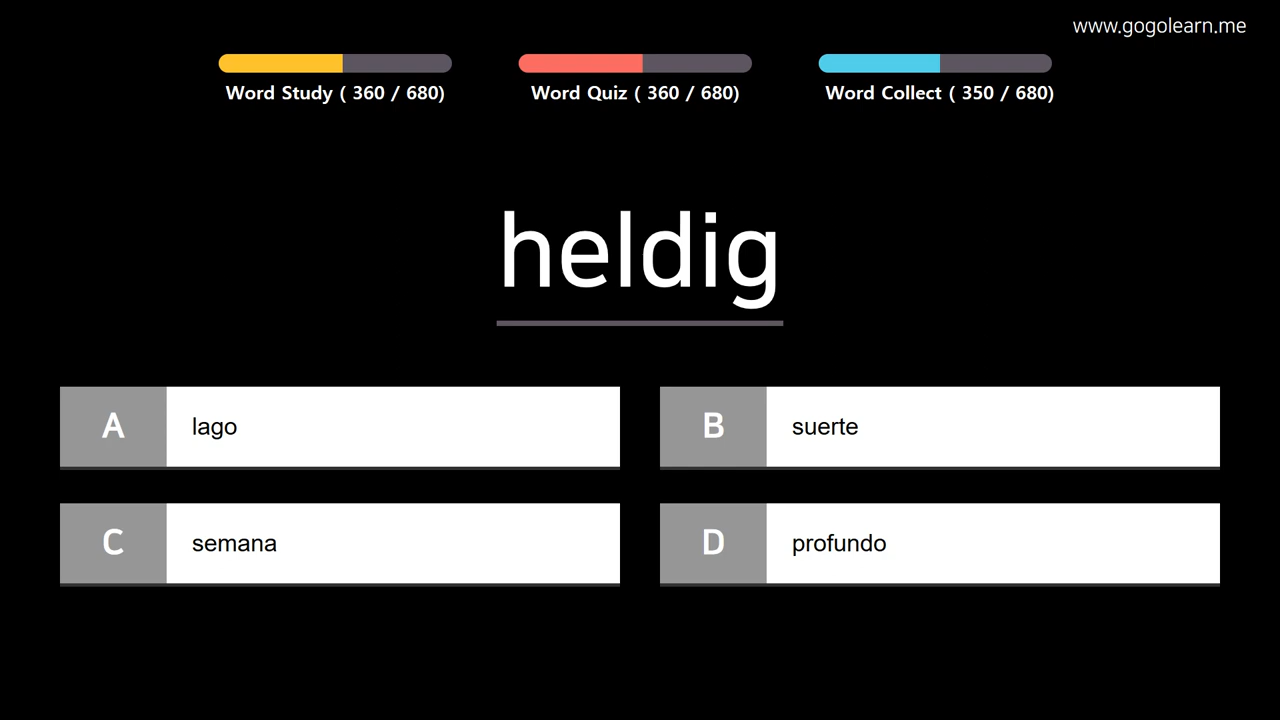 www.gogolearn.me
Word Study ( 360 / 680)
Word Quiz ( 360 / 680)
Word Collect ( 350 / 680)
heldig
A lago
B suerte
C semana
D profundo